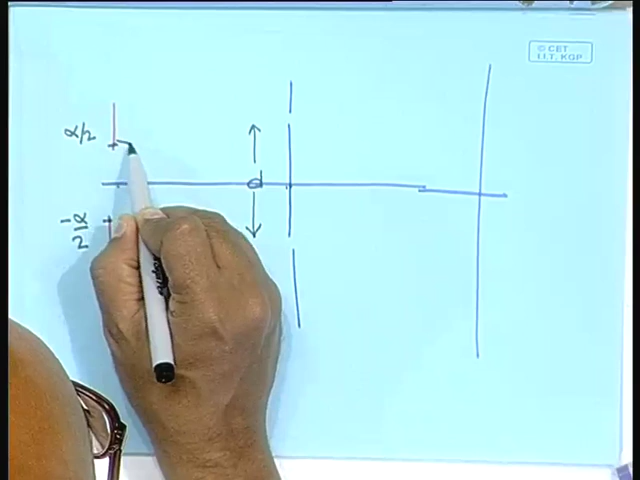 © CET
I.I.T. KGP
α/2
d
-α/2